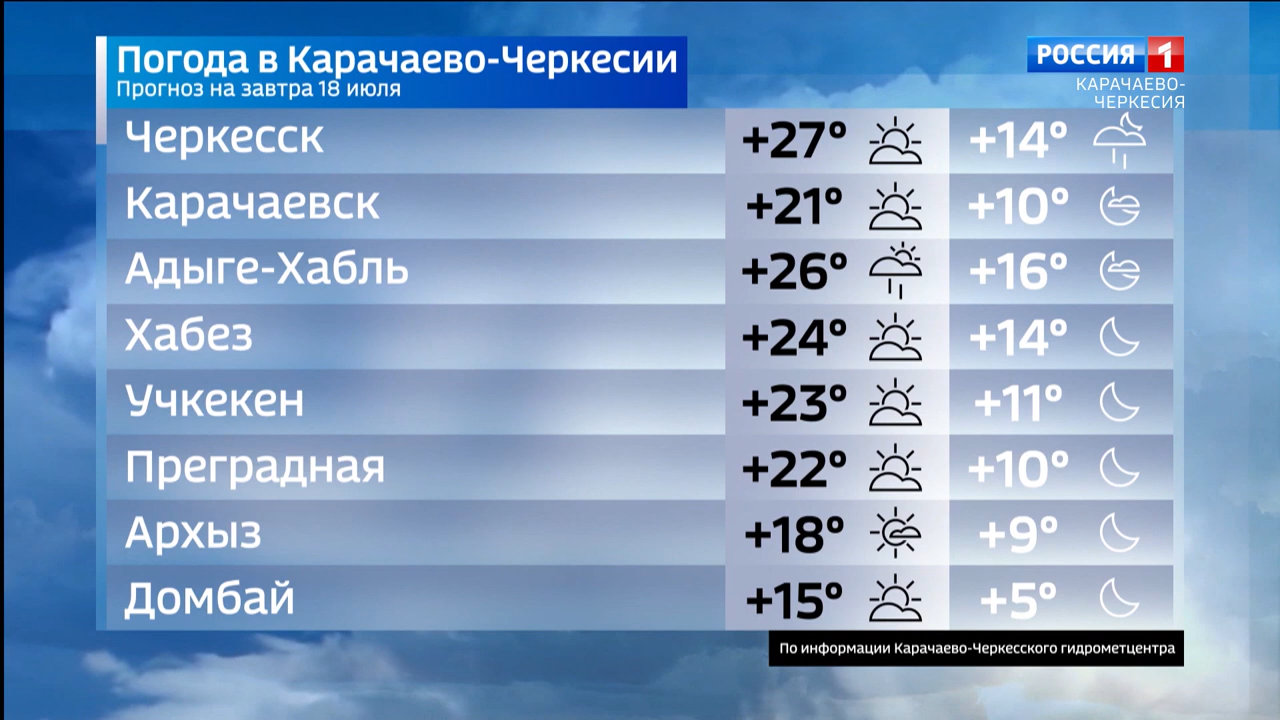 Погода в Карачаево-Черкесии
Прогноз на завтра 18 июля
РОССИЯ 1
КАРАЧАЕВО-
ЧЕРКЕСИЯ
Черкесск +27° +14°
Карачаевск +21° +10°
Адыге-Хабль +26° +16°
Хабез +24° +14°
Учкекен +23° +11°
Преградная +22° +10°
Архыз +18° +9°
Домбай +15° +5°
По информации Карачаево-Черкесского гидрометцентра